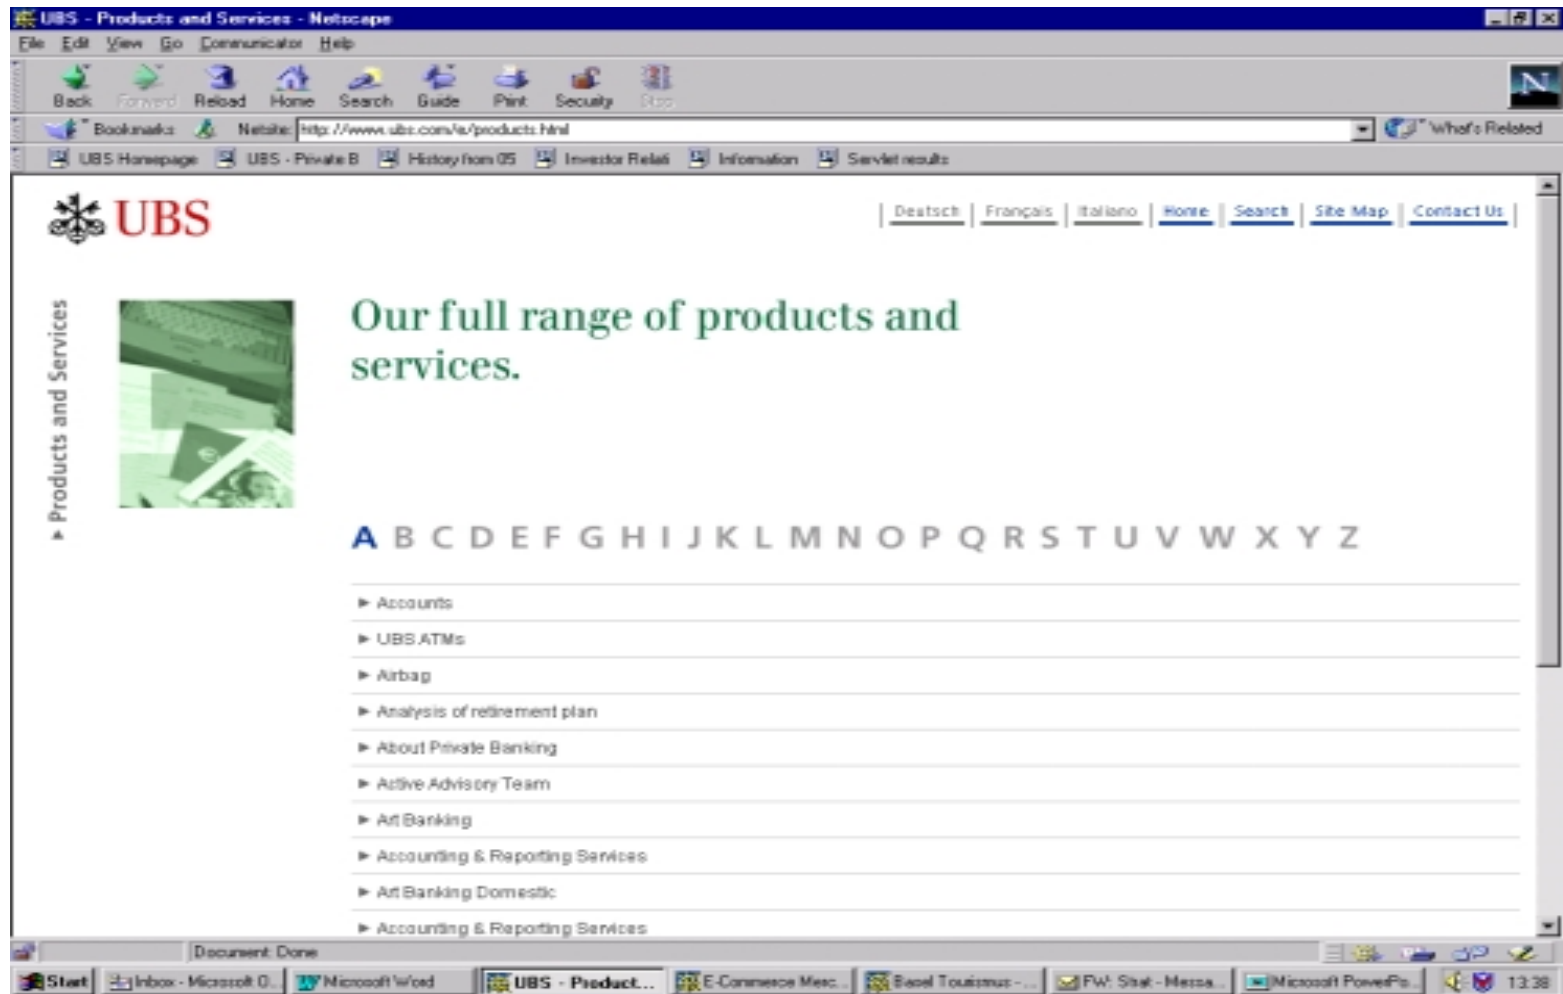 UBS - Products and Services - Netscape
File Edit View Go Communicator Help
Back Forward Reload Home Search Guide Print Security Stop
Bookmarks Netsite: http://www.ubs.com/e/products.html What's Related
UBS Homepage UBS - Private B History from 05 Investor Relati Information Servlet results
UBS
Deutsch Français Italiano Home Search Site Map Contact Us
Products and Services
Our full range of products and
services.
A B C D E F G H I J K L M N O P Q R S T U V W X Y Z
Accounts
UBS ATMs
Airbag
Analysis of retirement plan
About Private Banking
Active Advisory Team
Art Banking
Accounting & Reporting Services
Art Banking Domestic
Accounting & Reporting Services
Document: Done
Start Inbox - Microsoft O... Microsoft Word UBS - Product... E-Commerce Merc... Basel Tourismus - ... FW: Shat - Messa... Microsoft PowerPo... 13:38